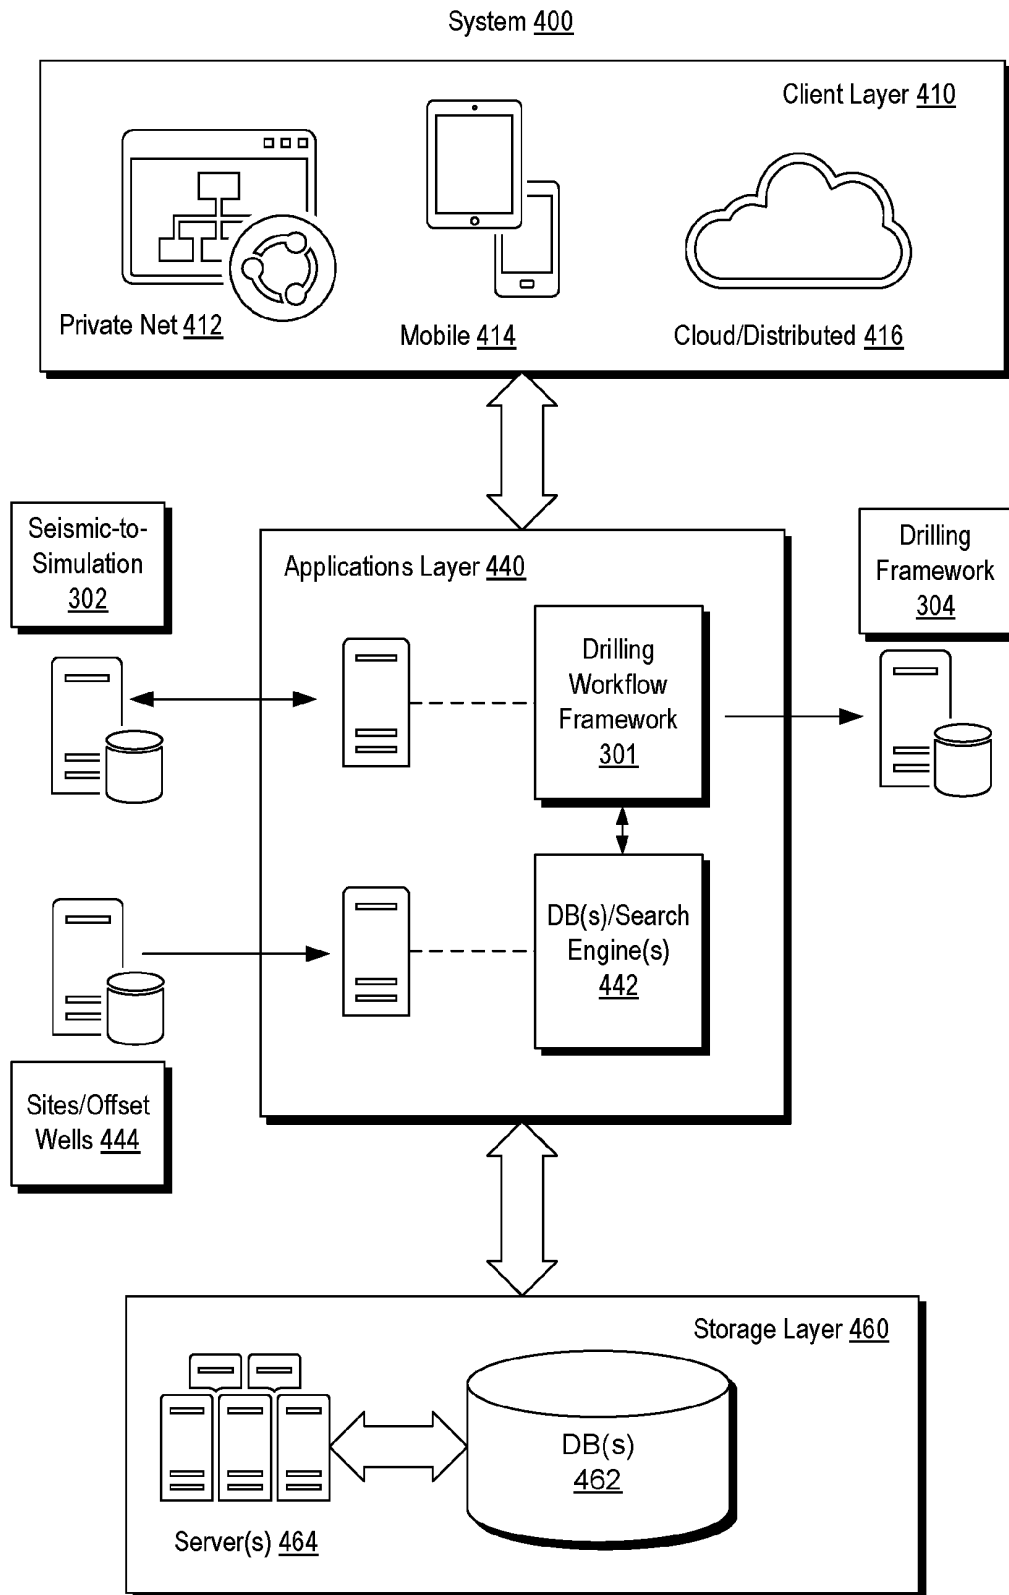 System 400
Client Layer 410
Private Net 412
Mobile 414
Cloud/Distributed 416
Seismic-to-
Simulation
302
Applications Layer 440
Drilling
Workflow
Framework
301
Drilling
Framework
304
DB(s)/Search
Engine(s)
442
Sites/Offset
Wells 444
Storage Layer 460
DB(s)
462
Server(s) 464